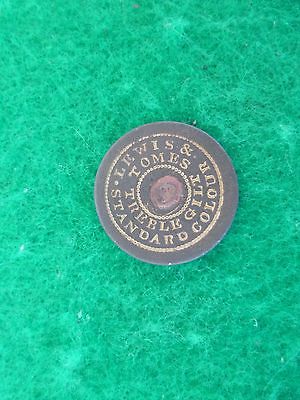 LEWIS & TOMES
TREBLE GILT
STANDARD COLOUR